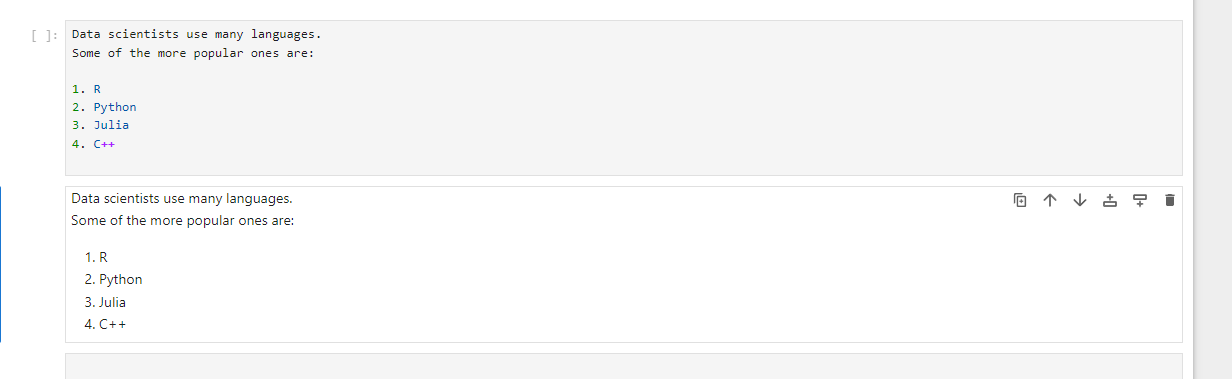 [ ]:
Data scientists use many languages.
Some of the more popular ones are:
1. R
2. Python
3. Julia
4. C++
Data scientists use many languages.
Some of the more popular ones are:
1. R
2. Python
3. Julia
4. C++